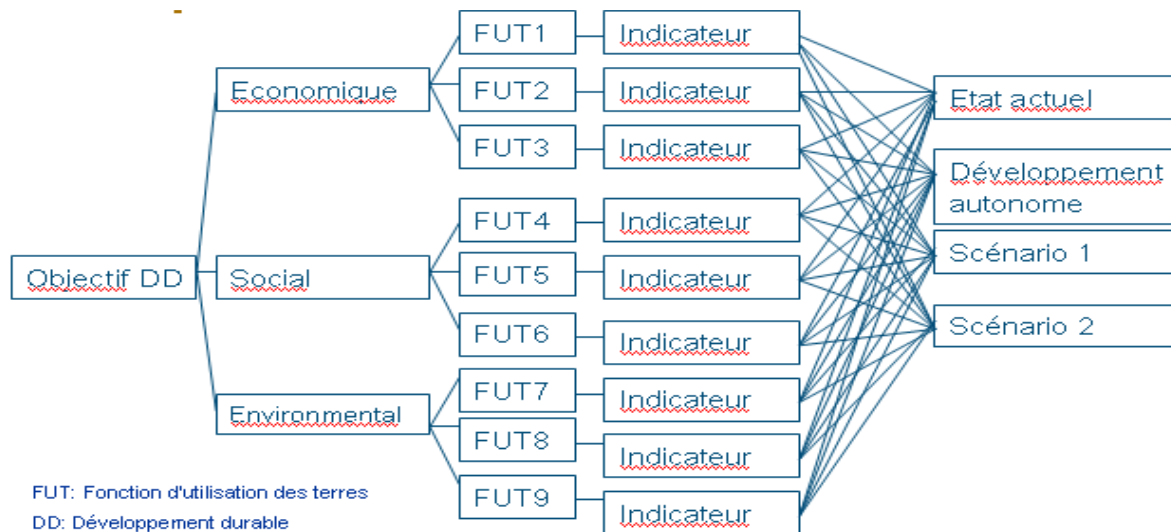 FUT1
Indicateur
Economique
FUT2
Indicateur
Etat actuel
FUT3
Indicateur
Développement
autonome
FUT4
Indicateur
Scénario 1
Objectif DD
Social
FUT5
Indicateur
Scénario 2
FUT6
Indicateur
FUT7
Indicateur
Environmental
FUT8
Indicateur
FUT9
Indicateur
FUT: Fonction d'utilisation des terres
DD: Développement durable